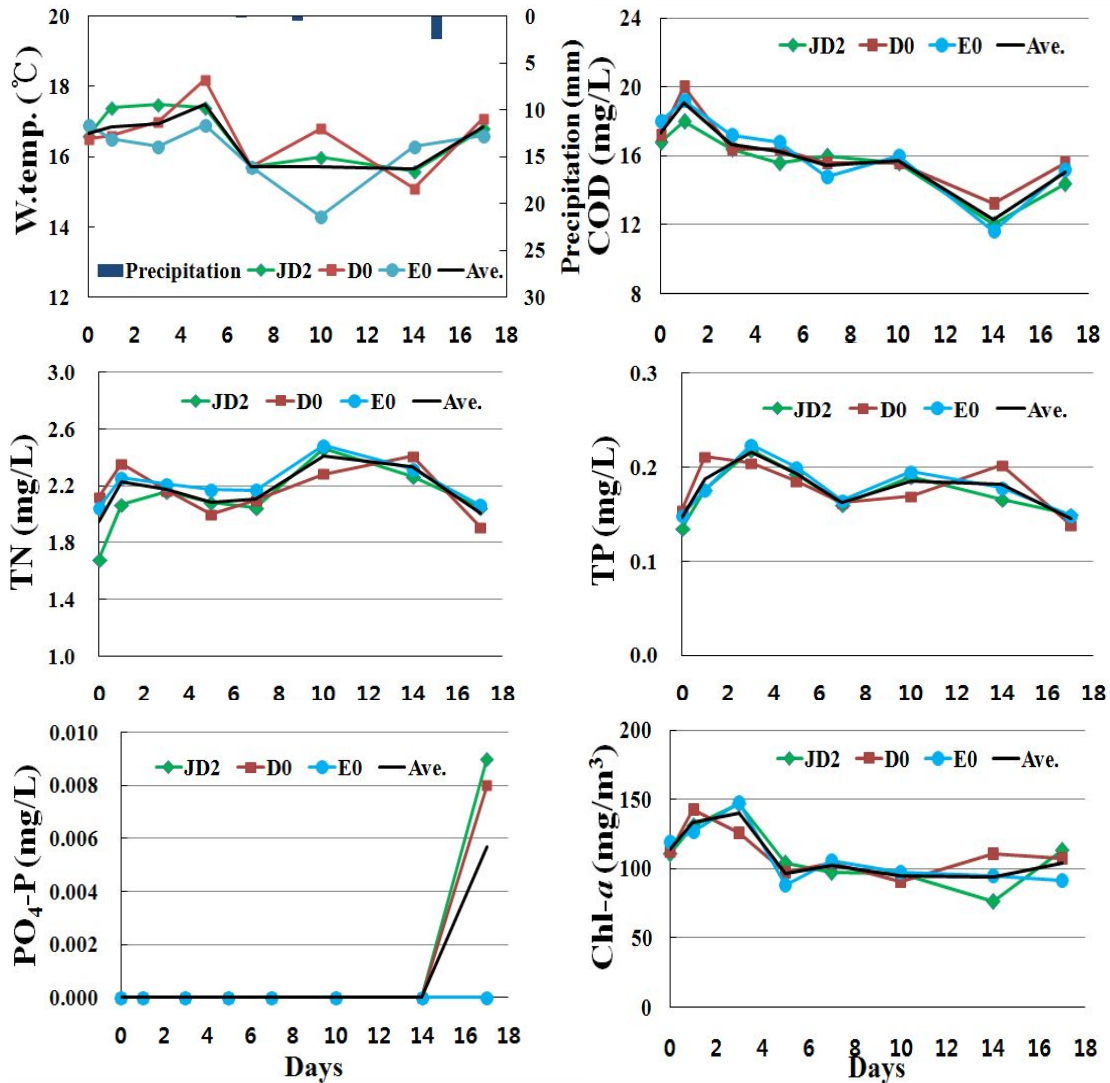 W.temp. (℃)
20
18
16
14
12
0
5
10
15
20
25
30
Precipitation (mm)
Precipitation JD2 D0 E0 Ave.
0 2 4 6 8 10 12 14 16 18
COD (mg/L)
24
20
16
12
8
JD2 D0 E0 Ave.
0 2 4 6 8 10 12 14 16 18
TN (mg/L)
3.0
2.6
2.2
1.8
1.4
1.0
JD2 D0 E0 Ave.
0 2 4 6 8 10 12 14 16 18
TP (mg/L)
0.3
0.2
0.1
0.0
JD2 D0 E0 Ave.
0 2 4 6 8 10 12 14 16 18
PO4-P (mg/L)
0.010
0.008
0.006
0.004
0.002
0.000
JD2 D0 E0 Ave.
0 2 4 6 8 10 12 14 16 18
Days
Chl-a (mg/m³)
200
150
100
50
0
JD2 D0 E0 Ave.
0 2 4 6 8 10 12 14 16 18
Days